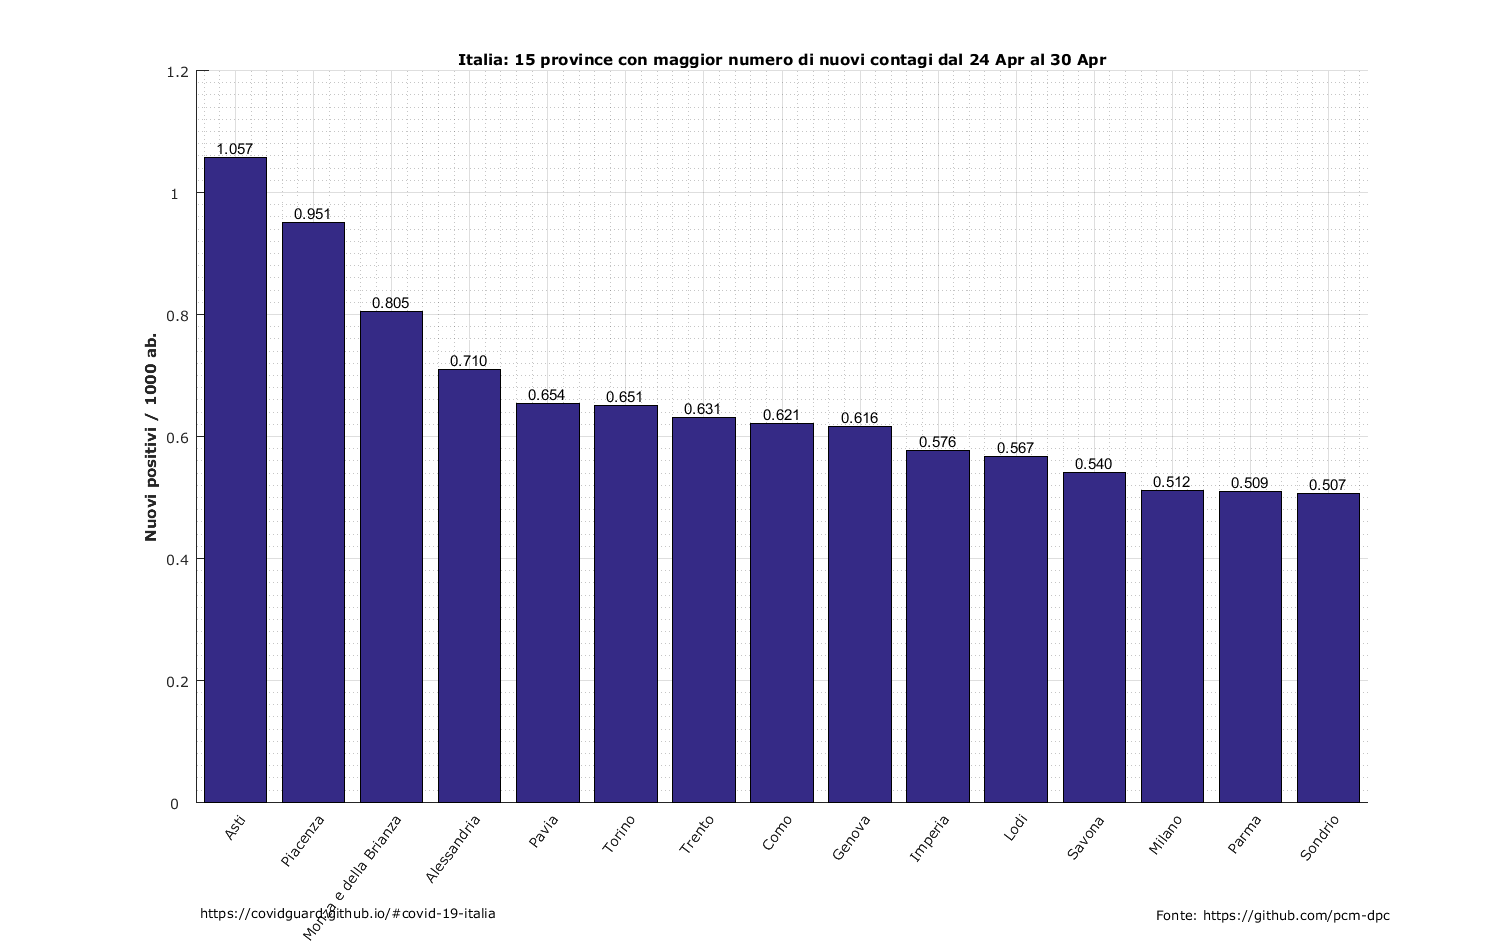 Italia: 15 province con maggior numero di nuovi contagi dal 24 Apr al 30 Apr
Nuovi positivi / 1000 ab.
1.2
1
0.8
0.6
0.4
0.2
0
1.057
0.951
0.805
0.710
0.654
0.651
0.631
0.621
0.616
0.576
0.567
0.540
0.512
0.509
0.507
Asti
Piacenza
Monza e della Brianza
Alessandria
Pavia
Torino
Trento
Como
Genova
Imperia
Lodi
Savona
Milano
Parma
Sondrio
https://covidguard.github.io/#covid-19-italia
Fonte: https://github.com/pcm-dpc